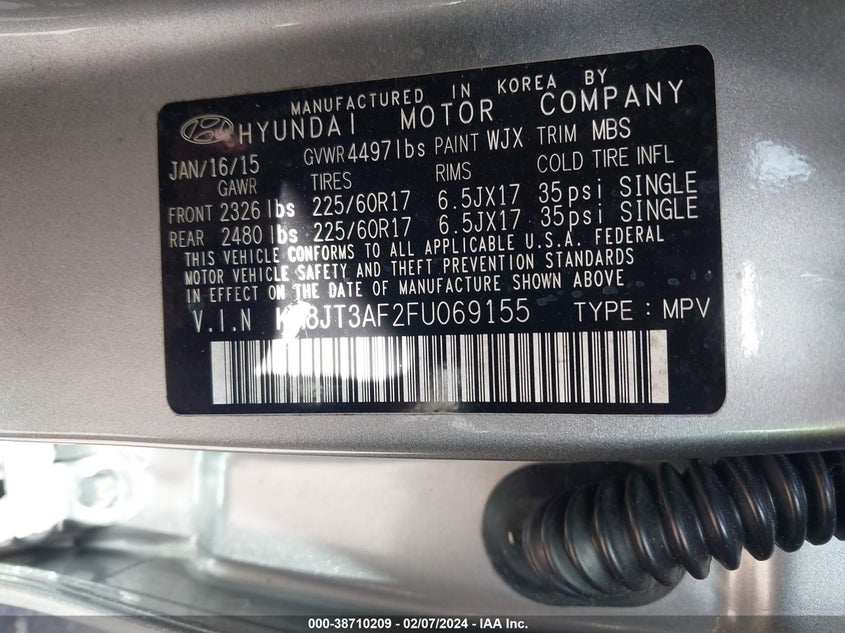 MANUFACTURED IN KOREA BY
HYUNDAI MOTOR COMPANY
JAN/16/15 GVWR 4497lbs PAINT WJX TRIM MBS
GAWR TIRES RIMS COLD TIRE INFL
FRONT 2326 lbs 225/60R17 6.5JX17 35psi SINGLE
REAR 2480 lbs 225/60R17 6.5JX17 35psi SINGLE
THIS VEHICLE CONFORMS TO ALL APPLICABLE U.S.A. FEDERAL
MOTOR VEHICLE SAFETY AND THEFT PREVENTION STANDARDS
IN EFFECT ON THE DATE OF MANUFACTURE SHOWN ABOVE
V.I.N TYPE : MPV
000-38710209 - 02/07/2024 - IAA Inc.